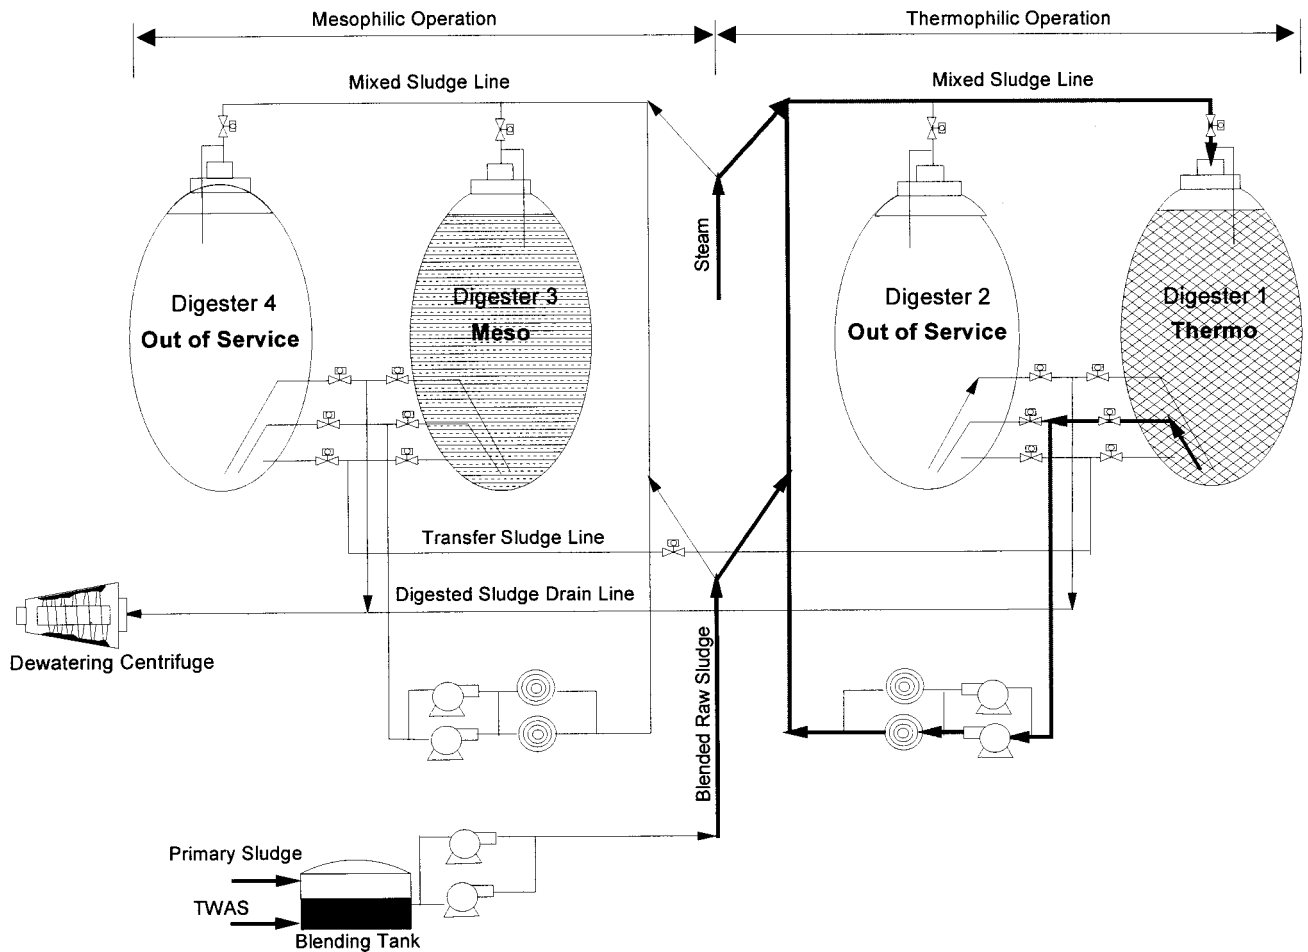 Mesophilic Operation
Thermophilic Operation
Mixed Sludge Line
Mixed Sludge Line
Steam
Digester 4
Out of Service
Digester 3
Meso
Digester 2
Out of Service
Digester 1
Thermo
Transfer Sludge Line
Digested Sludge Drain Line
Dewatering Centrifuge
Blended Raw Sludge
Primary Sludge
TWAS
Blending Tank